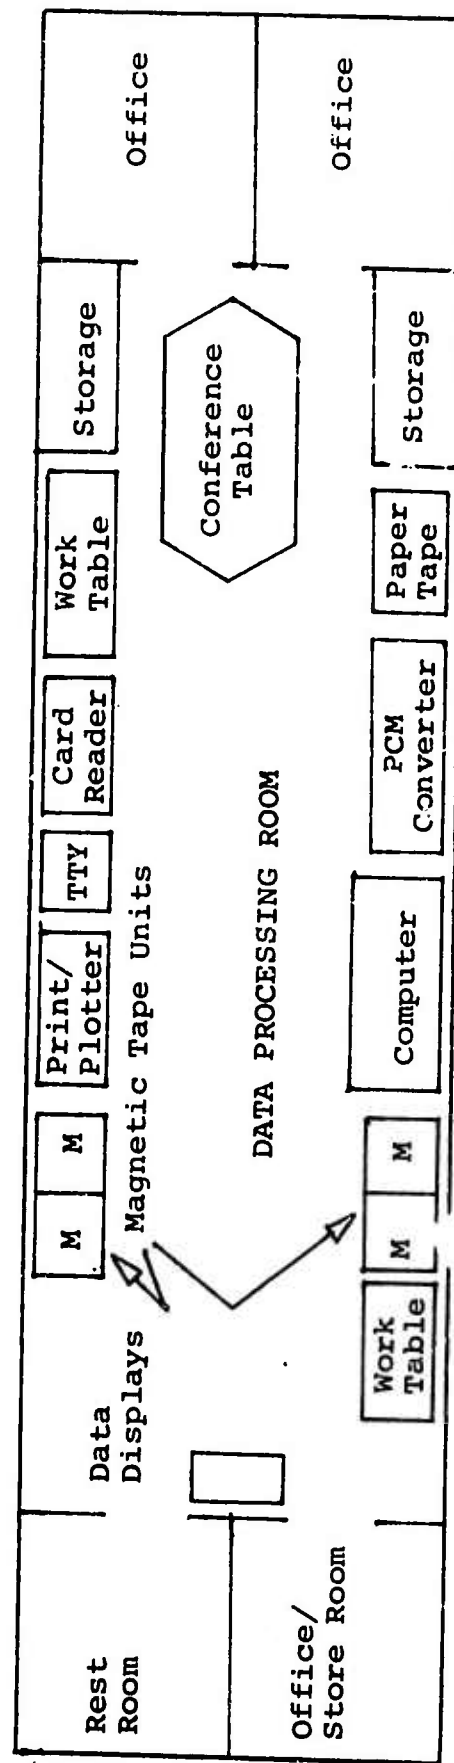 Rest
Room
Office/
Store Room
Data
Displays
M
M
Print/
Plotter
TTY
Card
Reader
Work
Table
Storage
Magnetic Tape Units
DATA PROCESSING ROOM
Conference
Table
Work
Table
M
M
Computer
PCM
Converter
Paper
Tape
Storage
Office
Office